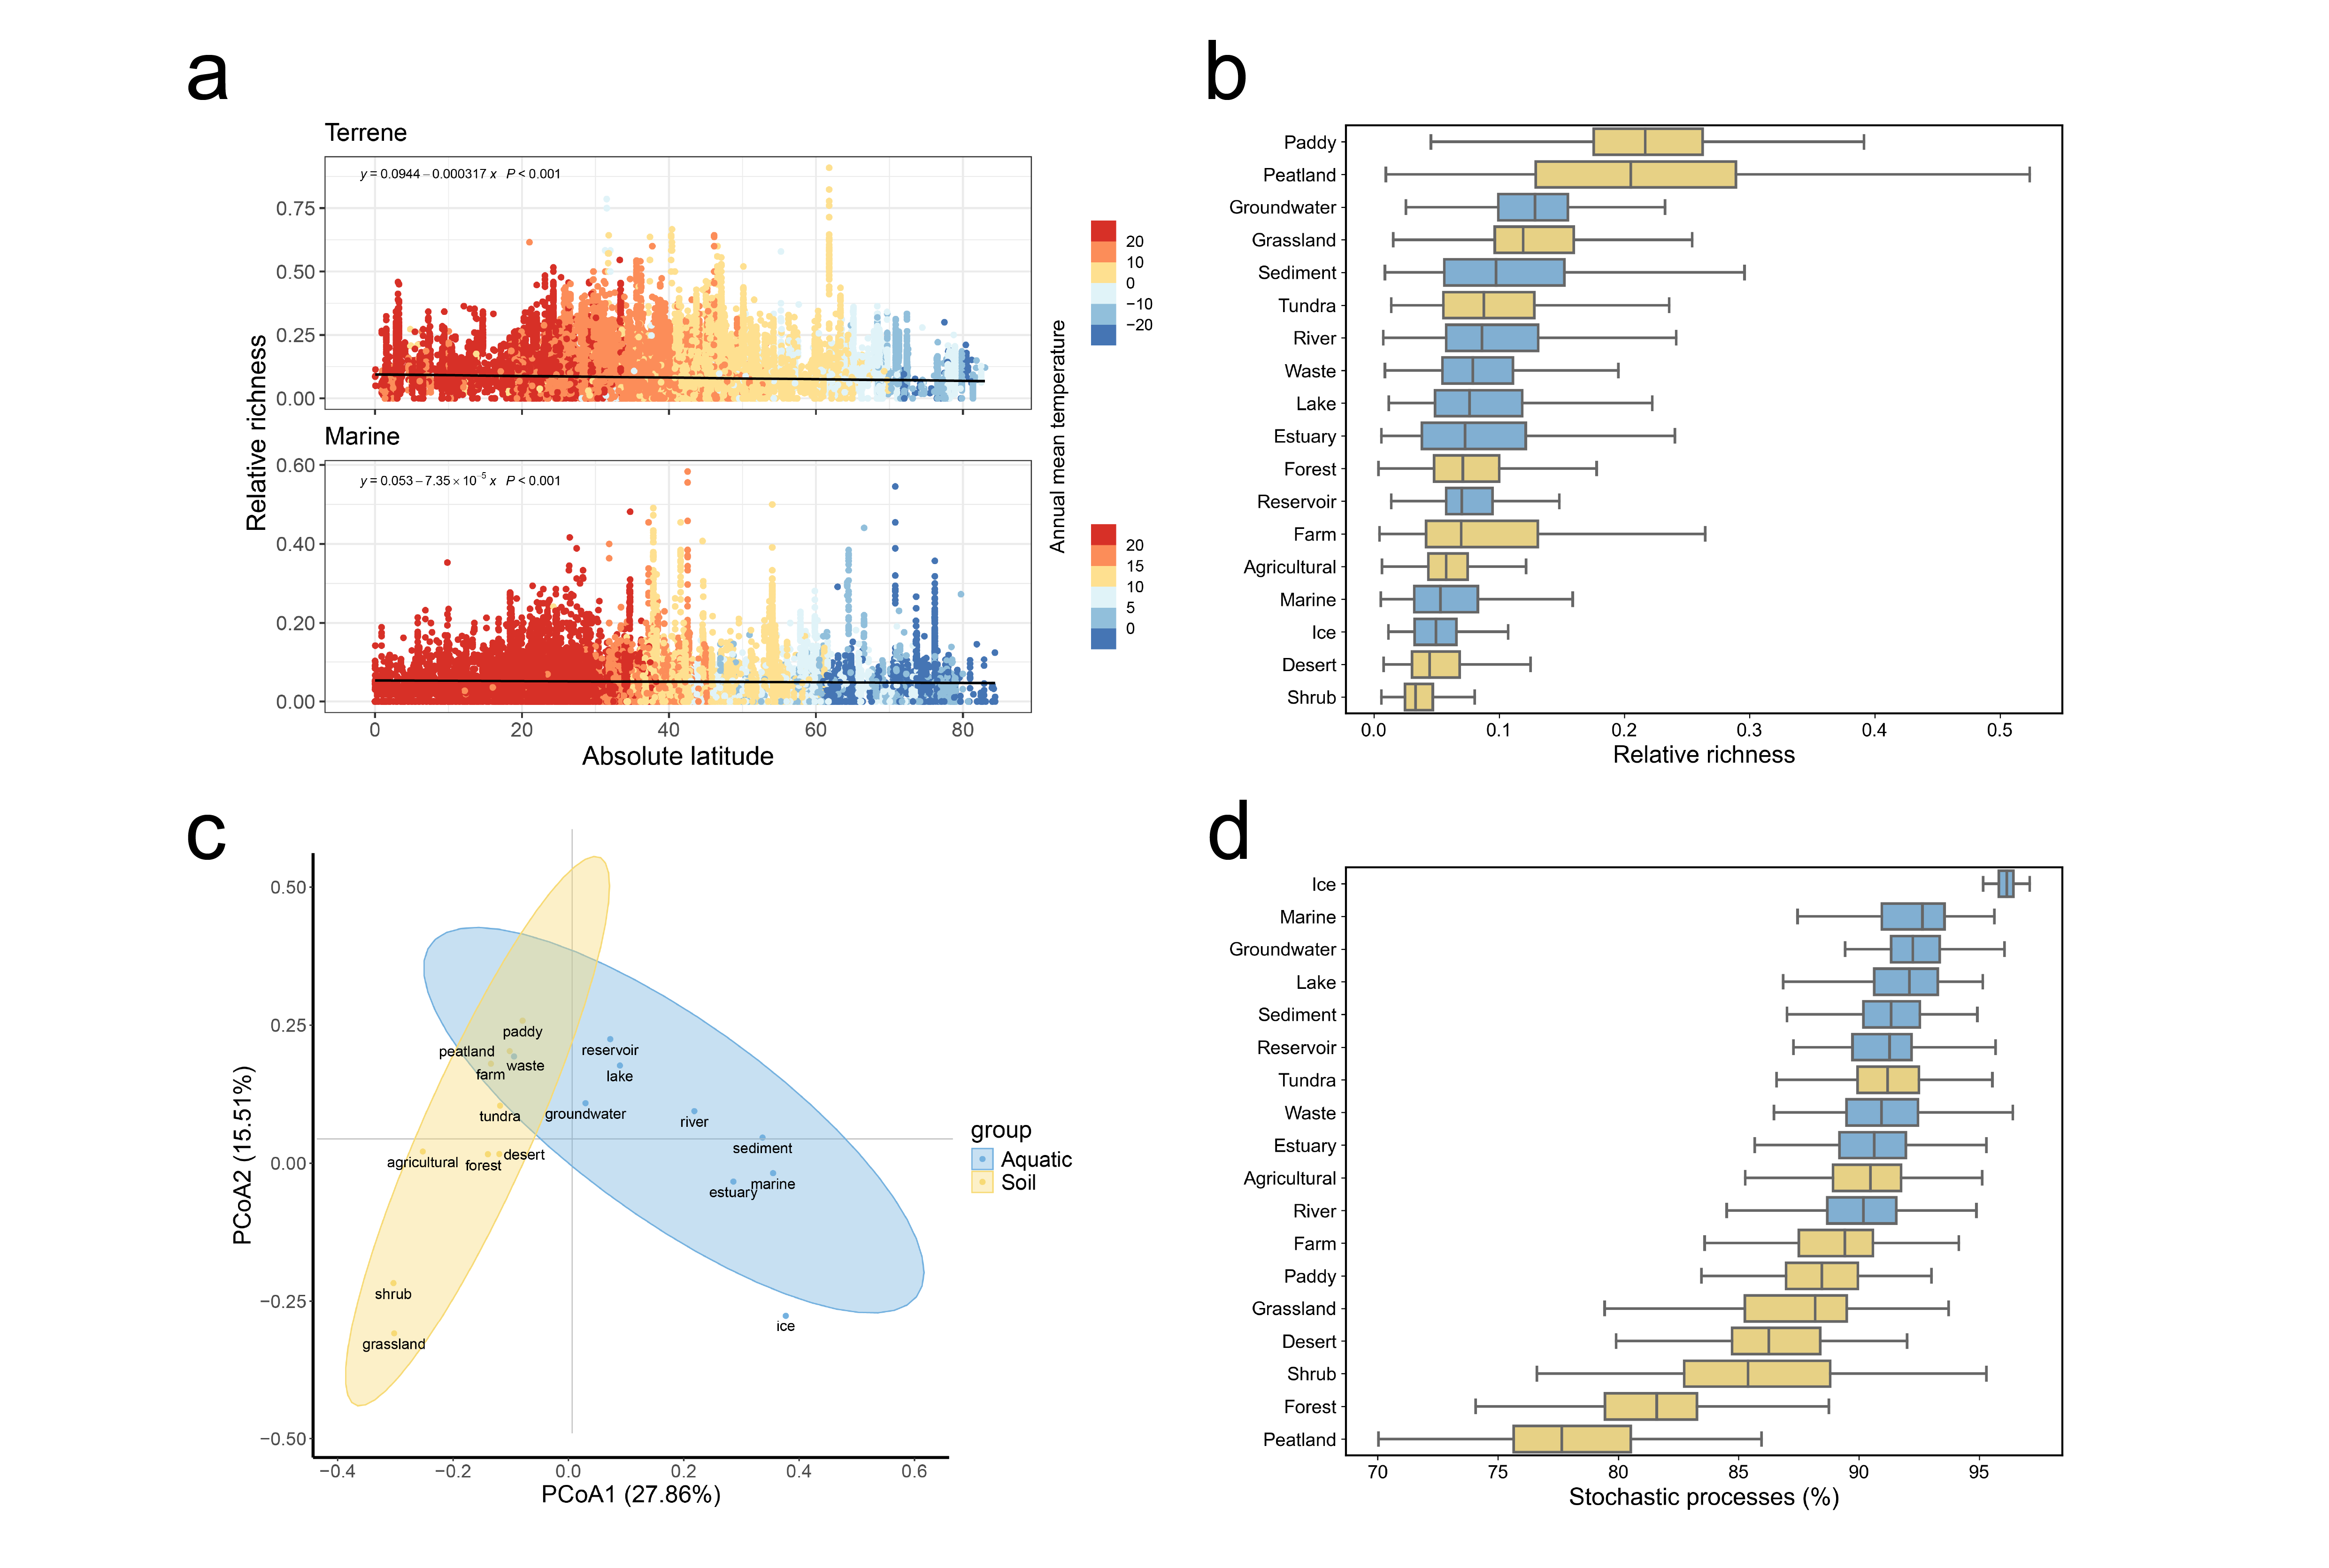 a
Terrene
y = 0.0944 − 0.000317 x P < 0.001
0.75
0.50
0.25
0.00
Marine
y = 0.053 − 7.35 × 10⁻⁵ x P < 0.001
0.60
0.40
0.20
0.00
0 20 40 60 80
Absolute latitude
Relative richness
Annual mean temperature
20
10
0
−10
−20
20
15
10
5
0
b
Paddy
Peatland
Groundwater
Grassland
Sediment
Tundra
River
Waste
Lake
Estuary
Forest
Reservoir
Farm
Agricultural
Marine
Ice
Desert
Shrub
0.0 0.1 0.2 0.3 0.4 0.5
Relative richness
c
0.50
0.25
0.00
−0.25
−0.50
PCoA2 (15.51%)
paddy
peatland
waste
farm
tundra
reservoir
lake
groundwater
river
sediment
agricultural
forest
desert
estuary
marine
shrub
grassland
ice
−0.4 −0.2 0.0 0.2 0.4 0.6
PCoA1 (27.86%)
group
Aquatic
Soil
d
Ice
Marine
Groundwater
Lake
Sediment
Reservoir
Tundra
Waste
Estuary
Agricultural
River
Farm
Paddy
Grassland
Desert
Shrub
Forest
Peatland
70 75 80 85 90 95
Stochastic processes (%)